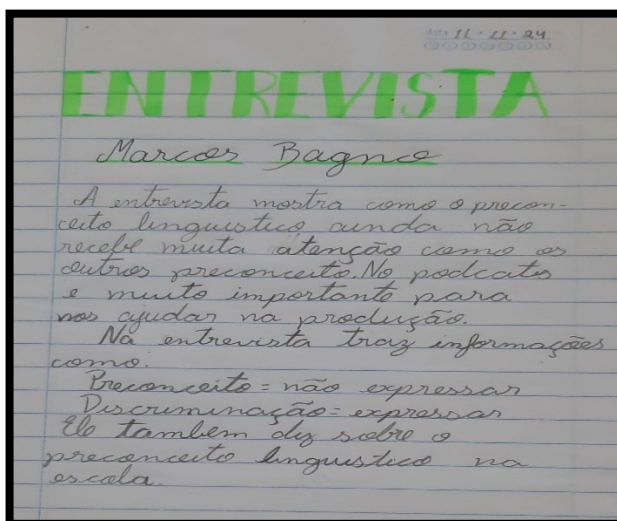 data 11-11-24
ENTREVISTA
Marcos Bagno
A entrevista mostra como o precon-
ceito linguistico ainda não
recebe muita atenção como os
outros preconceito. No podcats
e muito importante para
nos ajudar na produção.
Na entrevista traz informações
como.
Preconceito = não expressar
Discriminação = expressar
Ele tambem diz sobre o
preconceito linguistico na
escola.